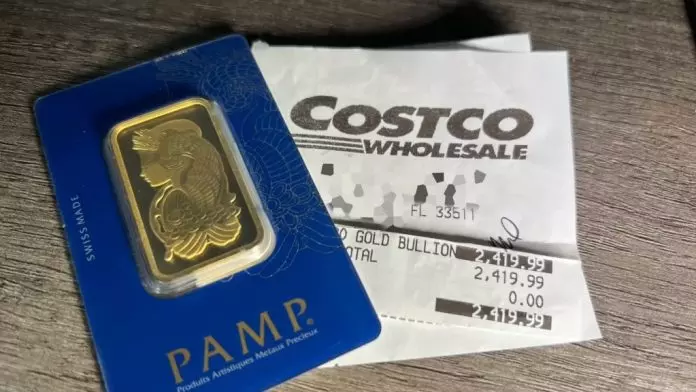 SWISS MADE
PAMP
Produits Artistiques Métaux Précieux
COSTCO
WHOLESALE
FL 33511
GOLD BULLION 2,419.99
OTAL 2,419.99
0.00
2,419.99